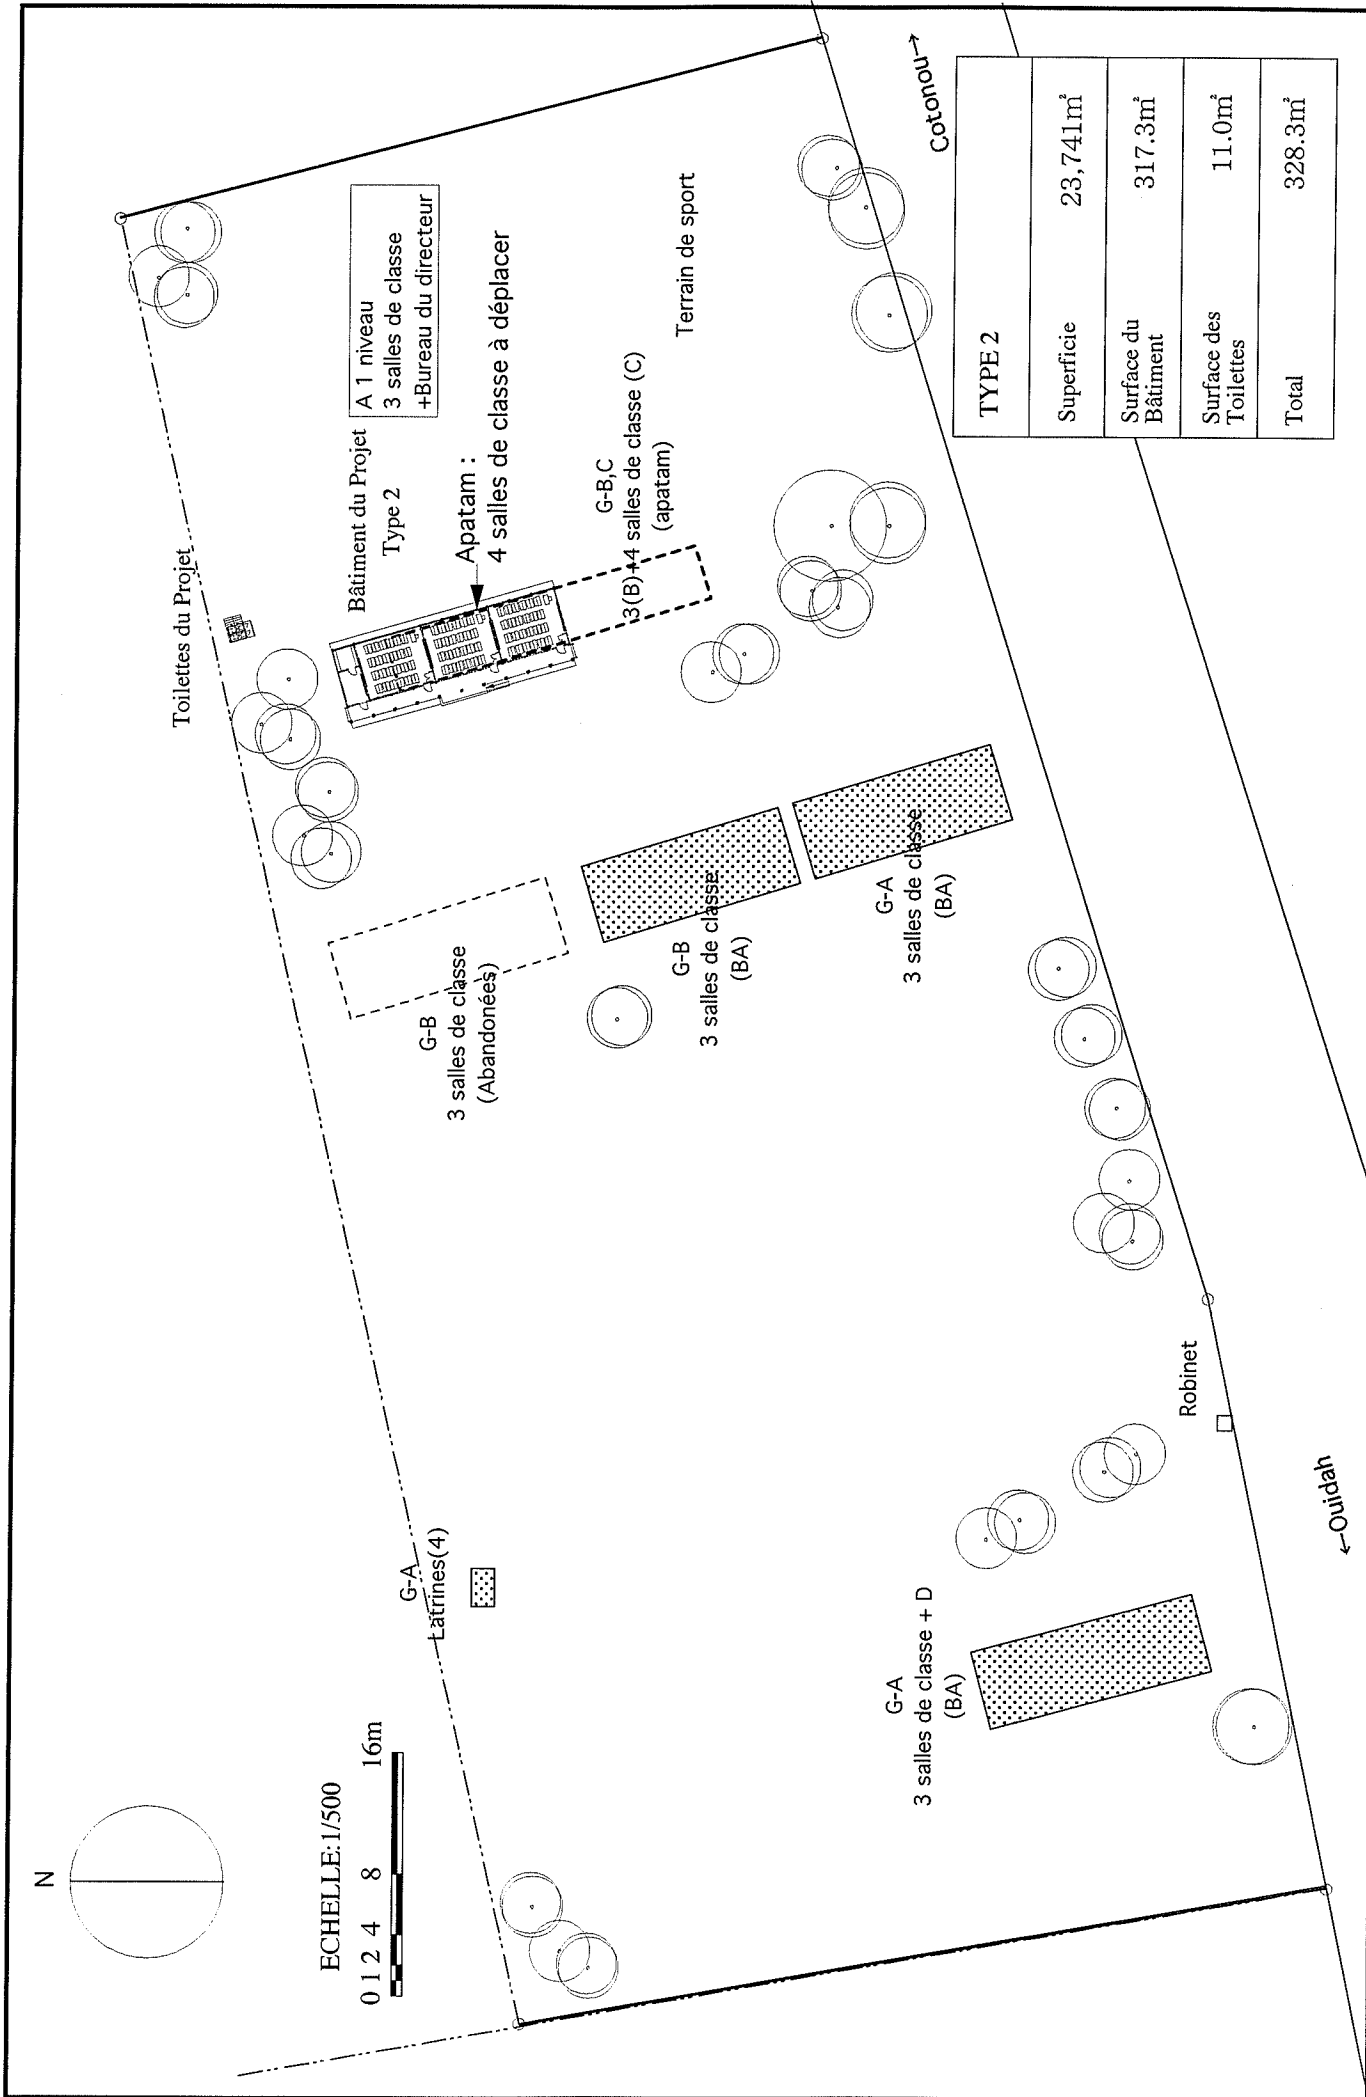 N
ECHELLE:1/500
0 1 2 4 8 16m
G-A
Latrines(4)
Toilettes du Projet
Bâtiment du Projet
Type 2
A 1 niveau
3 salles de classe
+Bureau du directeur
Apatam :
4 salles de classe à déplacer
G-B,C
3(B)+4 salles de classe (C)
(apatam)
Terrain de sport
G-B
3 salles de classe
(Abandonées)
G-B
3 salles de classe
(BA)
G-A
3 salles de classe
(BA)
G-A
3 salles de classe + D
(BA)
Robinet
←Ouidah
Cotonou→
TYPE 2
Superficie 23,741m²
Surface du
Bâtiment 317.3m²
Surface des
Toilettes 11.0m²
Total 328.3m²